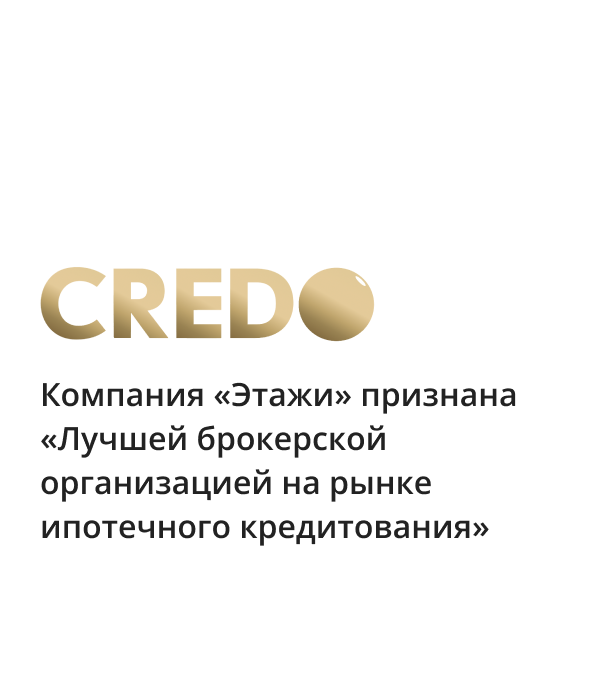 CREDO
Компания «Этажи» признана
«Лучшей брокерской
организацией на рынке
ипотечного кредитования»